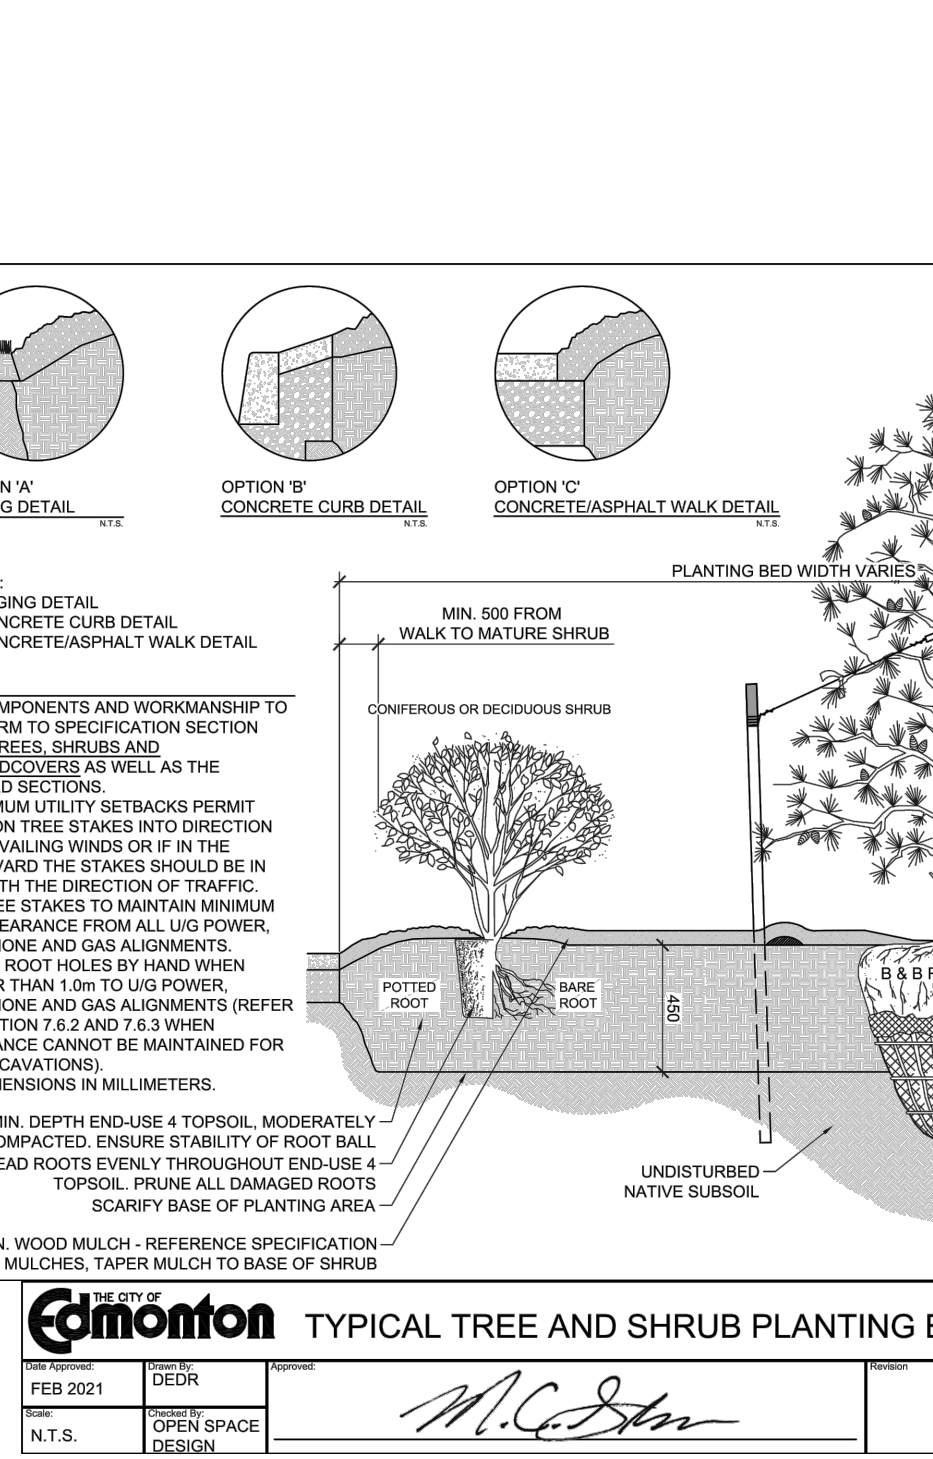 N 'A'
G DETAIL
N.T.S.
OPTION 'B'
CONCRETE CURB DETAIL
N.T.S.
OPTION 'C'
CONCRETE/ASPHALT WALK DETAIL
N.T.S.
:
GING DETAIL
NCRETE CURB DETAIL
NCRETE/ASPHALT WALK DETAIL
PLANTING BED WIDTH VARIES
MIN. 500 FROM
WALK TO MATURE SHRUB
CONIFEROUS OR DECIDUOUS SHRUB
MPONENTS AND WORKMANSHIP TO
RM TO SPECIFICATION SECTION
REES, SHRUBS AND
DCOVERS AS WELL AS THE
D SECTIONS.
MUM UTILITY SETBACKS PERMIT
ON TREE STAKES INTO DIRECTION
VAILING WINDS OR IF IN THE
VARD THE STAKES SHOULD BE IN
TH THE DIRECTION OF TRAFFIC.
EE STAKES TO MAINTAIN MINIMUM
EARANCE FROM ALL U/G POWER,
HONE AND GAS ALIGNMENTS.
ROOT HOLES BY HAND WHEN
R THAN 1.0m TO U/G POWER,
HONE AND GAS ALIGNMENTS (REFER
TION 7.6.2 AND 7.6.3 WHEN
ANCE CANNOT BE MAINTAINED FOR
CAVATIONS).
MENSIONS IN MILLIMETERS.
POTTED
ROOT
BARE
ROOT
450
B & B R
MIN. DEPTH END-USE 4 TOPSOIL, MODERATELY
OMPACTED. ENSURE STABILITY OF ROOT BALL
EAD ROOTS EVENLY THROUGHOUT END-USE 4
TOPSOIL. PRUNE ALL DAMAGED ROOTS
SCARIFY BASE OF PLANTING AREA
N. WOOD MULCH - REFERENCE SPECIFICATION
MULCHES, TAPER MULCH TO BASE OF SHRUB
UNDISTURBED
NATIVE SUBSOIL
THE CITY OF
Edmonton
TYPICAL TREE AND SHRUB PLANTING B
Date Approved:
FEB 2021
Drawn By:
DEDR
Approved:
Revision
Scale:
N.T.S.
Checked By:
OPEN SPACE
DESIGN